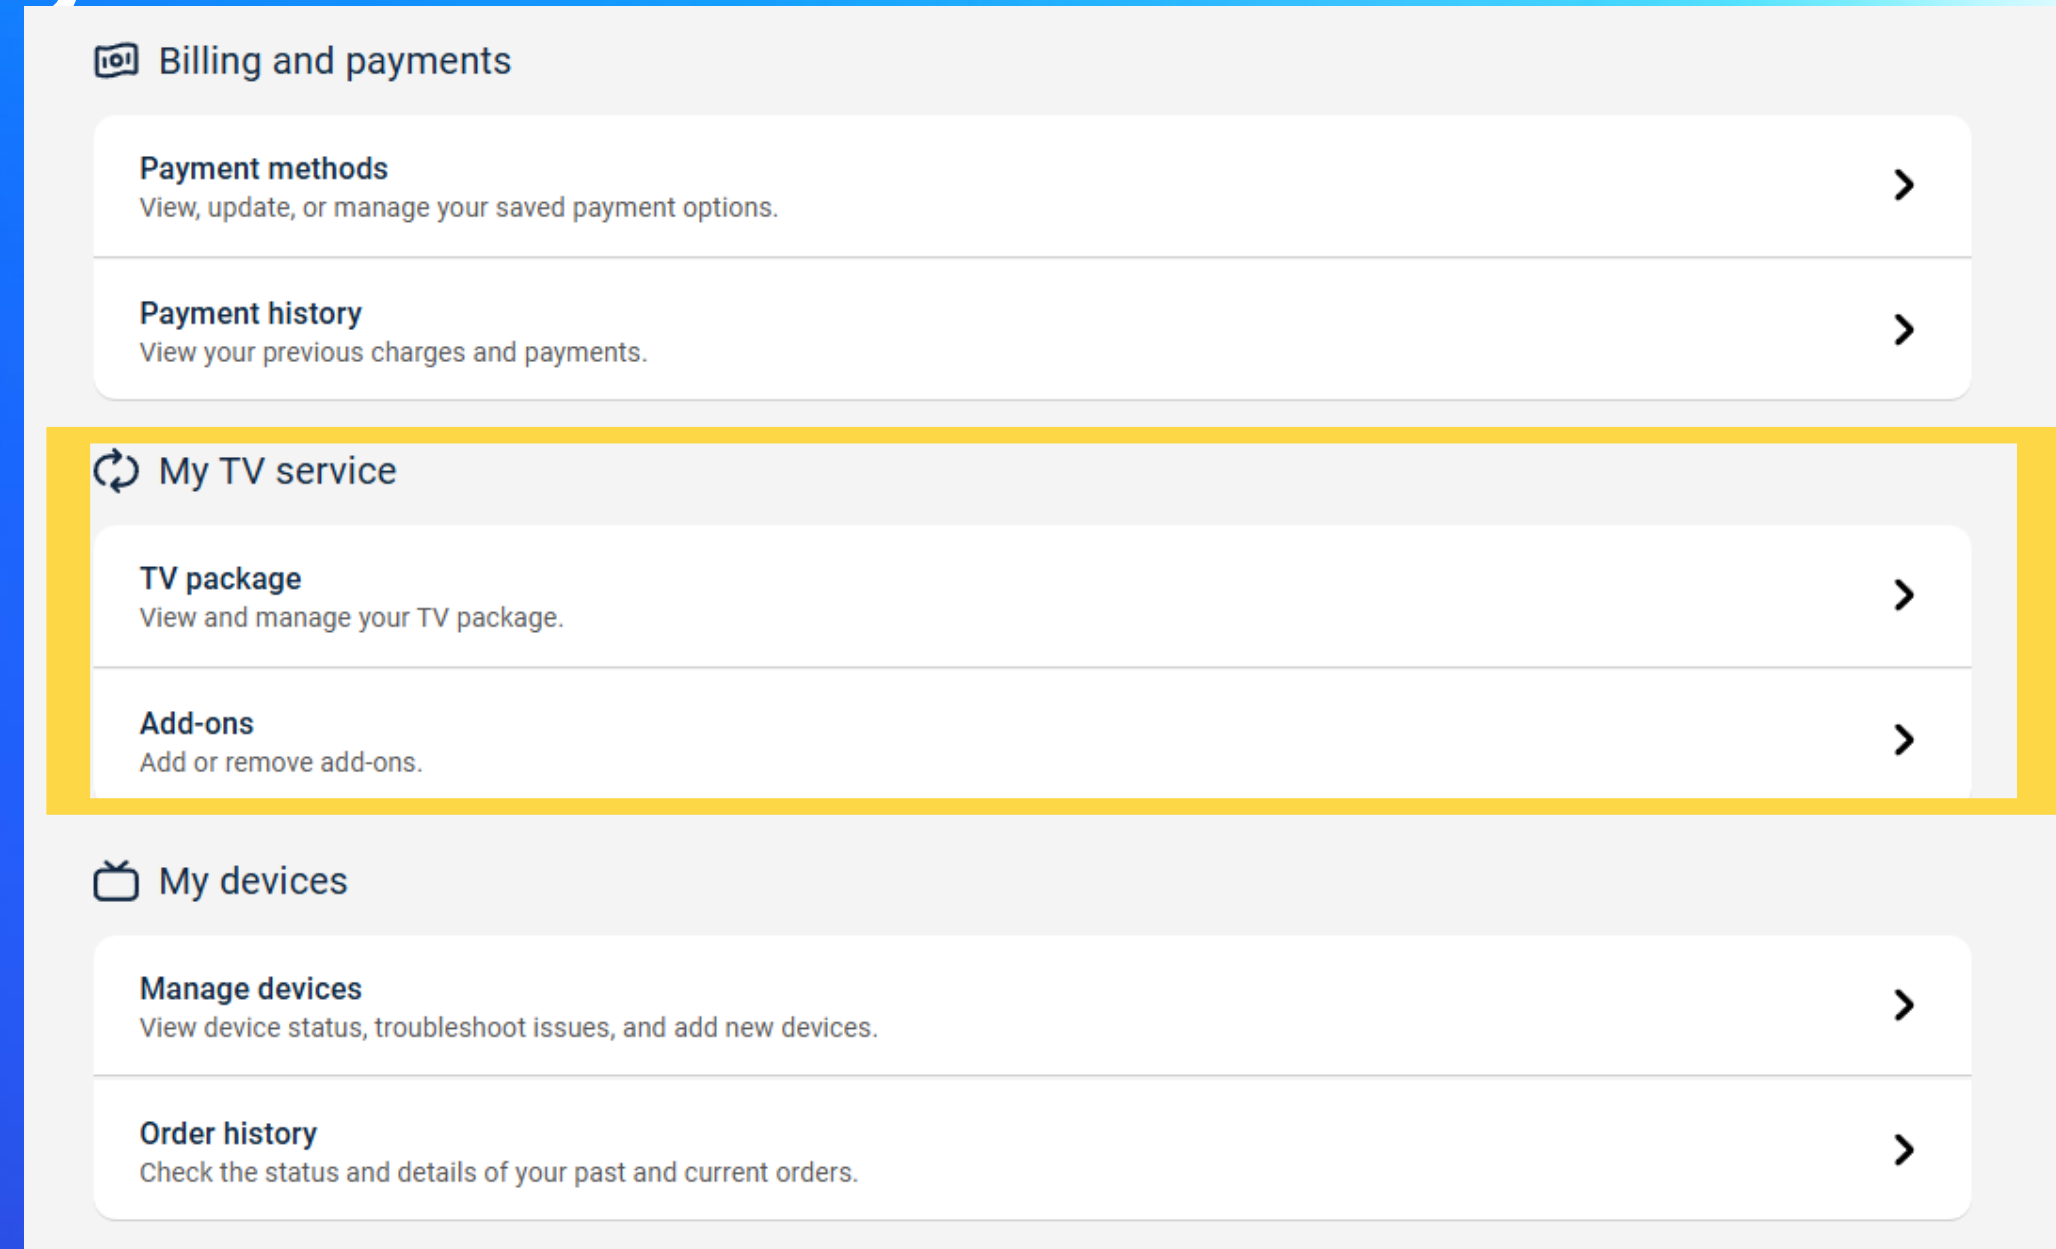 Billing and payments
Payment methods
View, update, or manage your saved payment options.
Payment history
View your previous charges and payments.
My TV service
TV package
View and manage your TV package.
Add-ons
Add or remove add-ons.
My devices
Manage devices
View device status, troubleshoot issues, and add new devices.
Order history
Check the status and details of your past and current orders.